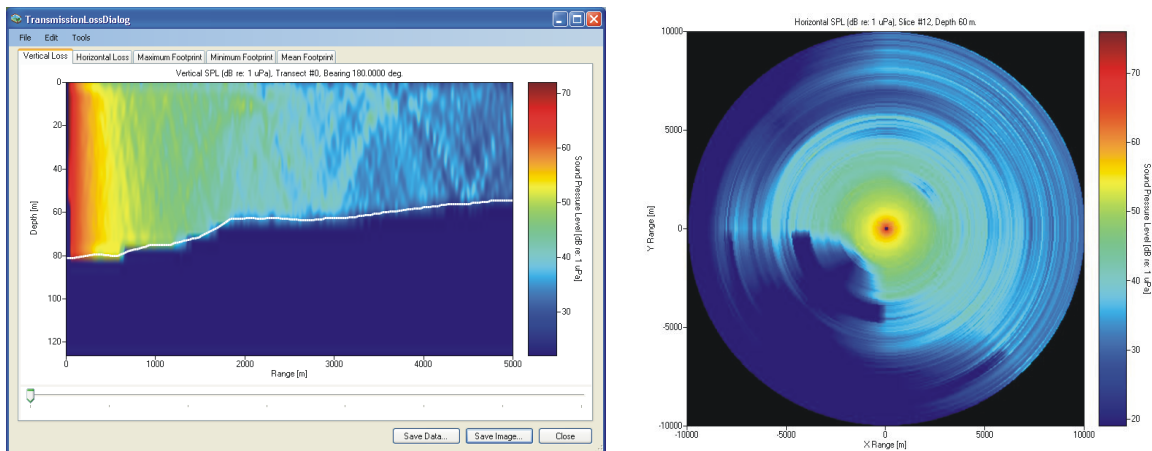 TransmissionLossDialog
File Edit Tools
Vertical Loss Horizontal Loss Maximum Footprint Minimum Footprint Mean Footprint
Vertical SPL (dB re: 1 uPa), Transect #0, Bearing 180.0000 deg.
0
20
40
60
80
100
120
Depth [m]
0 1000 2000 3000 4000 5000
Range [m]
70
60
50
40
30
Sound Pressure Level [dB re: 1 uPa]
Save Data... Save Image... Close
Horizontal SPL (dB re: 1 uPa), Slice #12, Depth 60 m.
10000
5000
0
-5000
-10000
Y Range [m]
-10000 -5000 0 5000 10000
X Range [m]
70
60
50
40
30
20
Sound Pressure Level [dB re: 1 uPa]